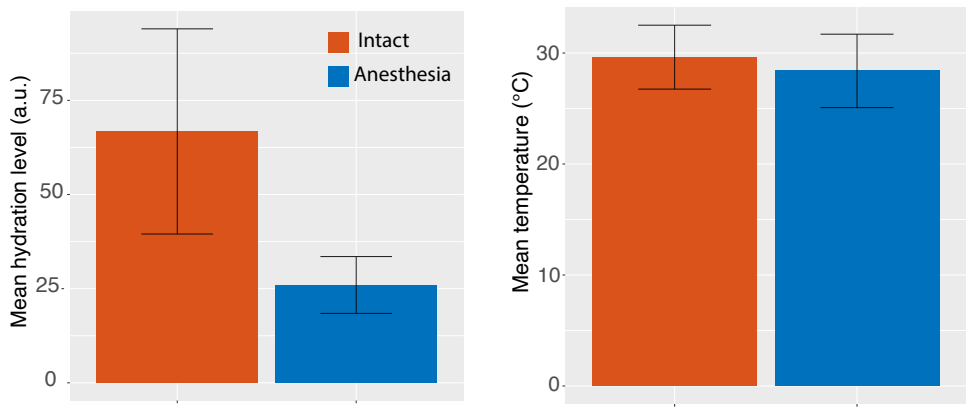 Mean hydration level (a.u.)
75
50
25
0
Intact
Anesthesia
Mean temperature (°C)
30
20
10
0